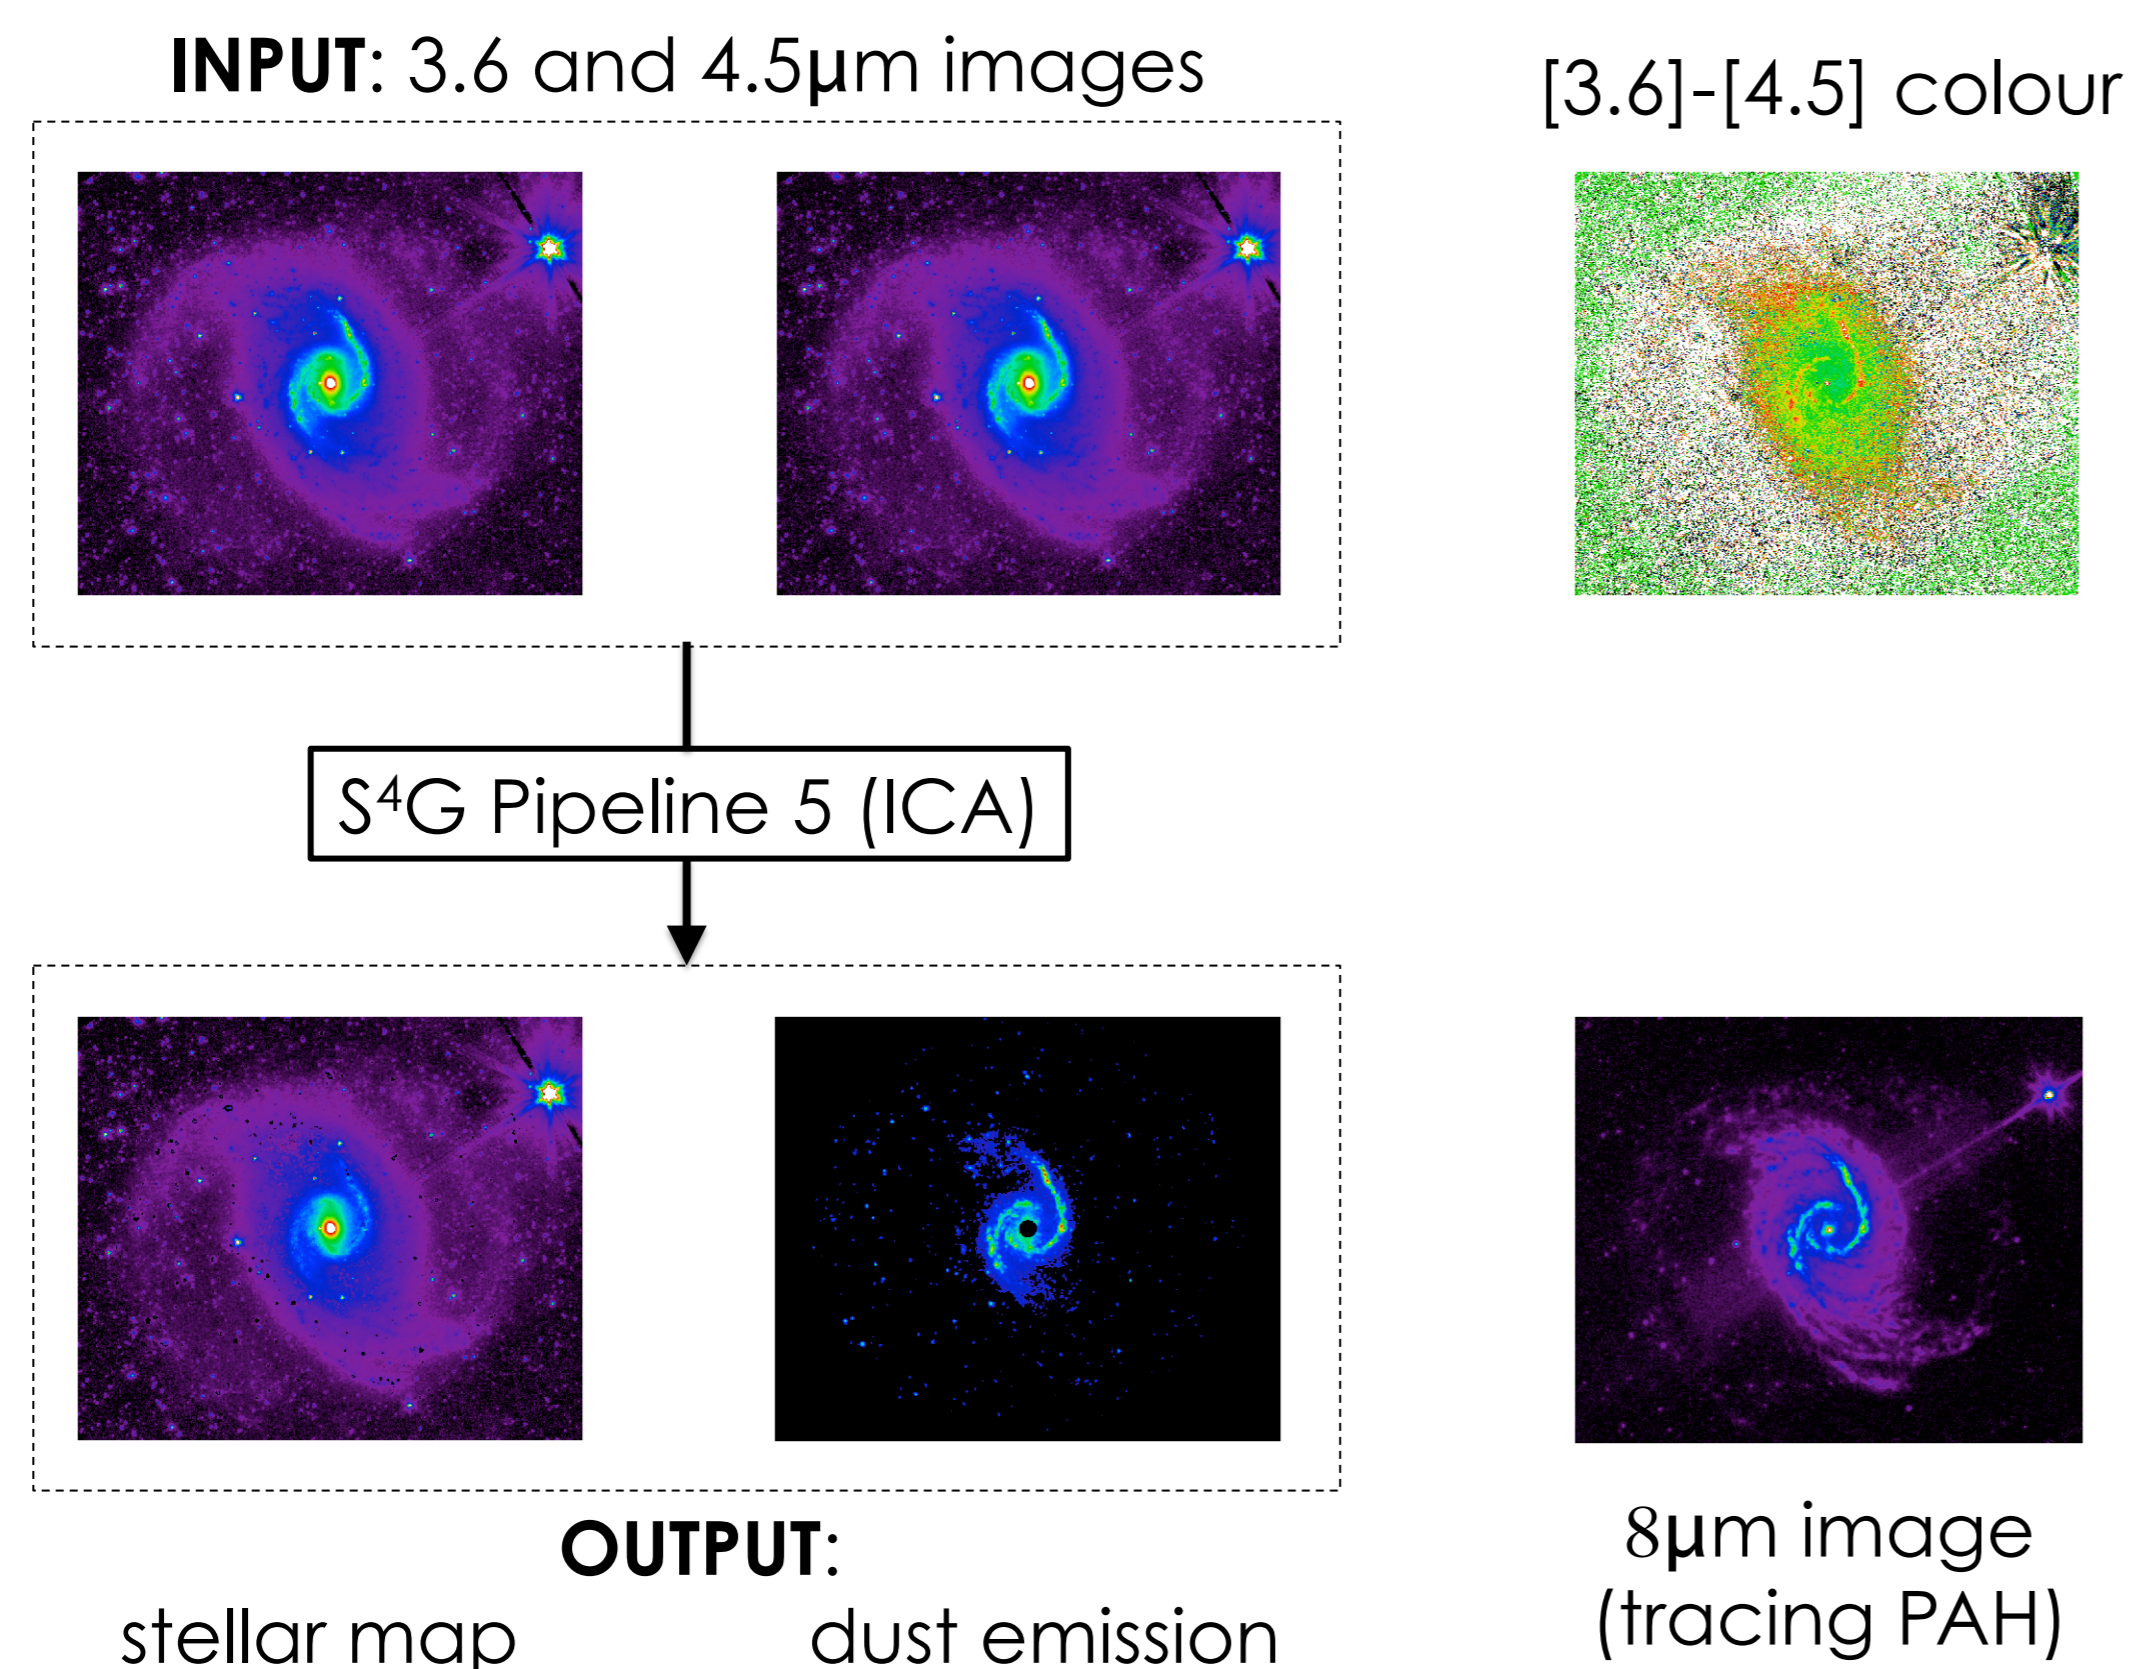 INPUT: 3.6 and 4.5µm images
[3.6]-[4.5] colour
S⁴G Pipeline 5 (ICA)
OUTPUT:
stellar map
dust emission
8µm image
(tracing PAH)